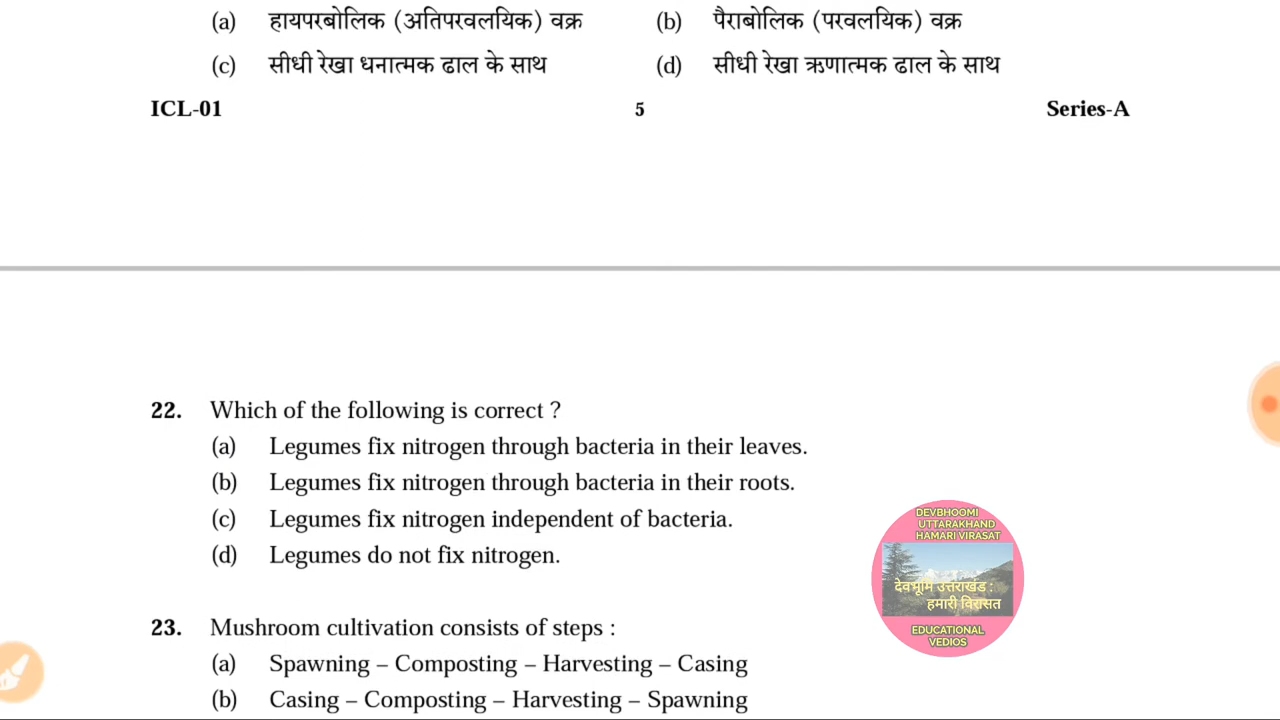 (a) हायपरबोलिक (अतिपरवलयिक) वक्र (b) पैराबोलिक (परवलयिक) वक्र
(c) सीधी रेखा धनात्मक ढाल के साथ (d) सीधी रेखा ऋणात्मक ढाल के साथ
ICL-01 5 Series-A
22. Which of the following is correct ?
(a) Legumes fix nitrogen through bacteria in their leaves.
(b) Legumes fix nitrogen through bacteria in their roots.
(c) Legumes fix nitrogen independent of bacteria.
(d) Legumes do not fix nitrogen.
DEVBHOOMI
UTTARAKHAND
HAMARI VIRASAT
देवभूमि उत्तराखंड :
हमारी विरासत
EDUCATIONAL
VEDIOS
23. Mushroom cultivation consists of steps :
(a) Spawning – Composting – Harvesting – Casing
(b) Casing – Composting – Harvesting – Spawning